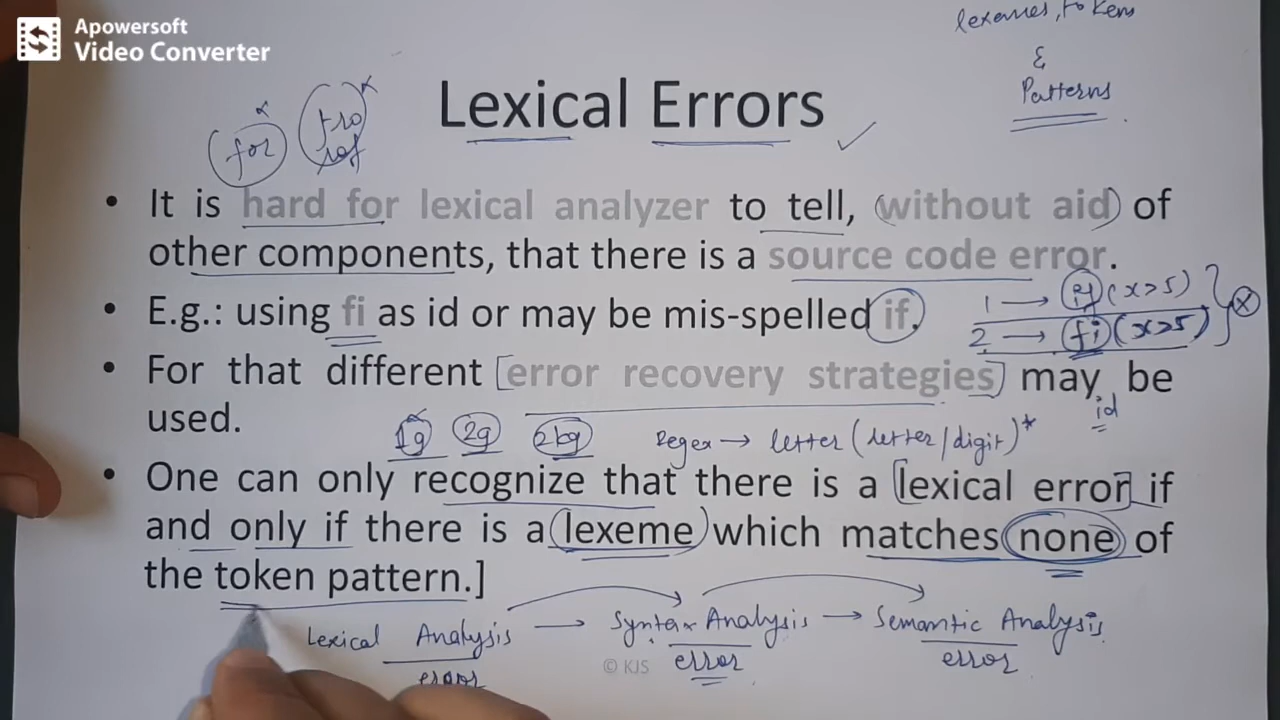 Apowersoft
Video Converter
lexemes, tokens
&
Patterns
for
fro
rof
Lexical Errors
• It is hard for lexical analyzer to tell, (without aid) of
other components, that there is a source code error.
1 → if (x>5)
• E.g.: using fi as id or may be mis-spelled if.
2 → fi (x>5)
• For that different [error recovery strategies] may be
used.
id
1g 2g 2bg Regex → letter (letter/digit)*
• One can only recognize that there is a [lexical error] if
and only if there is a (lexeme) which matches none of
the token pattern.]
Lexical Analysis → Syntax Analysis → Semantic Analysis
error error error
© KJS